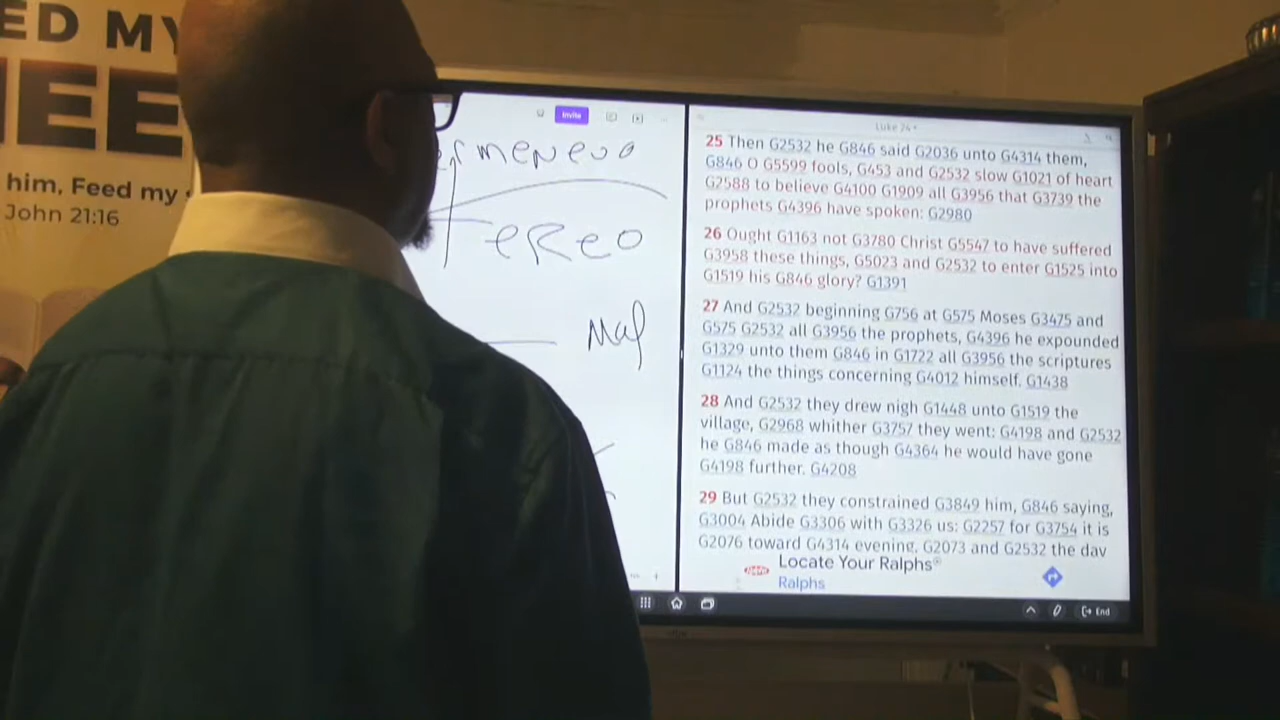 ED MY
EE
him, Feed my
John 21:16
Invite
meneuo
tereo
Luke 24
25 Then G2532 he G846 said G2036 unto G4314 them,
G846 O G5599 fools, G453 and G2532 slow G1021 of heart
G2588 to believe G4100 G1909 all G3956 that G3739 the
prophets G4396 have spoken: G2980
26 Ought G1163 not G3780 Christ G5547 to have suffered
G3958 these things, G5023 and G2532 to enter G1525 into
G1519 his G846 glory? G1391
27 And G2532 beginning G756 at G575 Moses G3475 and
G575 G2532 all G3956 the prophets, G4396 he expounded
G1329 unto them G846 in G1722 all G3956 the scriptures
G1124 the things concerning G4012 himself. G1438
28 And G2532 they drew nigh G1448 unto G1519 the
village, G2968 whither G3757 they went: G4198 and G2532
he G846 made as though G4364 he would have gone
G4198 further. G4208
29 But G2532 they constrained G3849 him, G846 saying,
G3004 Abide G3306 with G3326 us: G2257 for G3754 it is
G2076 toward G4314 evening, G2073 and G2532 the day
Locate Your Ralphs®
Ralphs
End